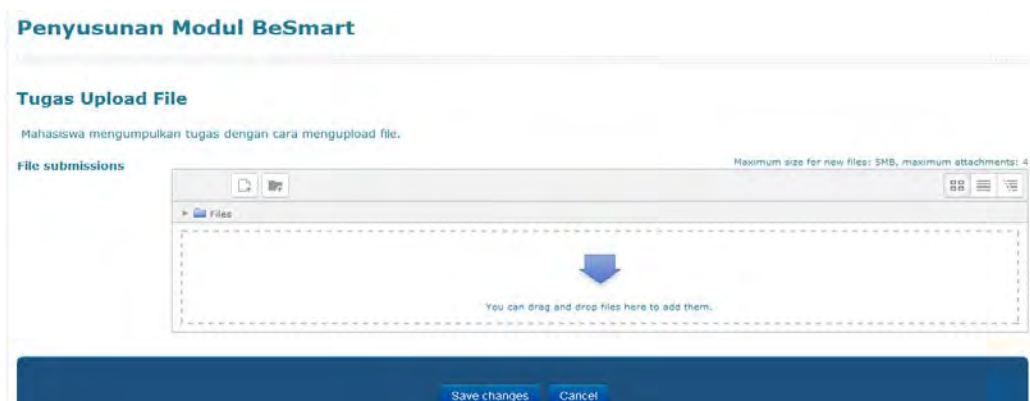 Penyusunan Modul BeSmart
Tugas Upload File
Mahasiswa mengumpulkan tugas dengan cara mengupload file.
File submissions
Maximum size for new files: 5MB, maximum attachments: 4
Files
You can drag and drop files here to add them.
Save changes Cancel